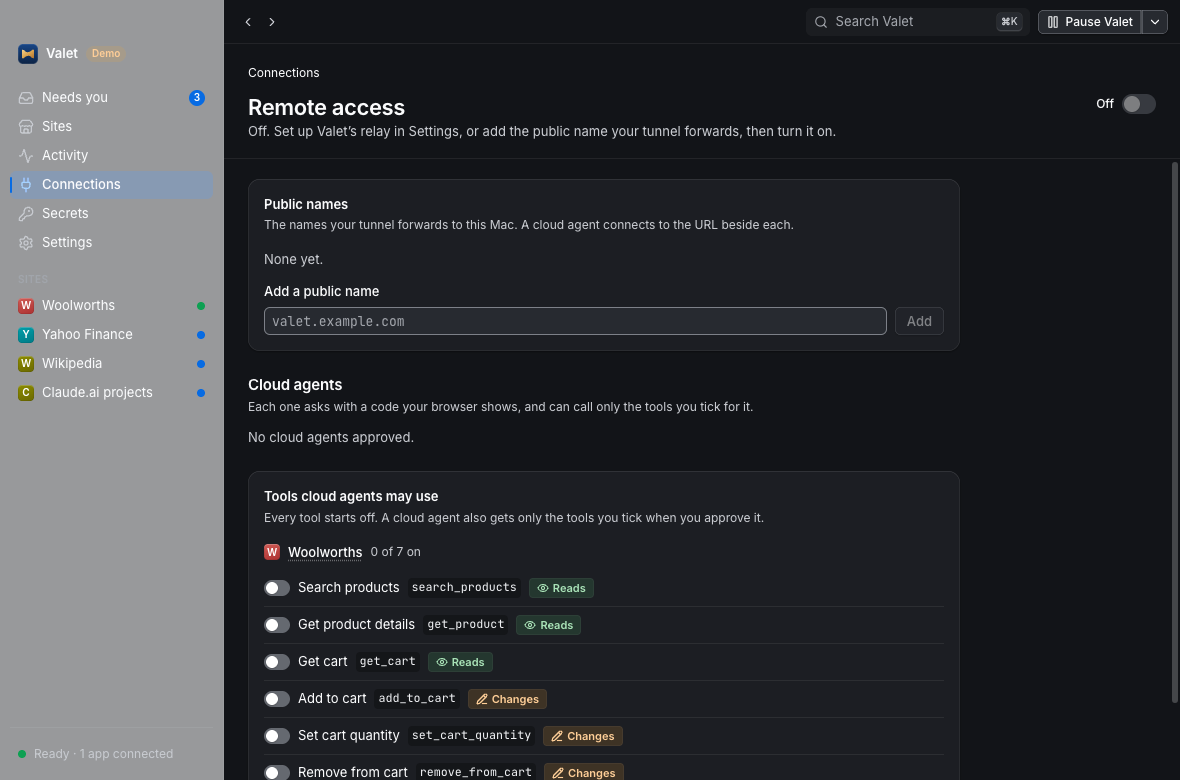 Search Valet
⌘K
Pause Valet
Valet
Demo
Needs you
3
Sites
Activity
Connections
Secrets
Settings
SITES
W
Woolworths
Y
Yahoo Finance
W
Wikipedia
C
Claude.ai projects
Ready · 1 app connected
Connections
Remote access
Off
Off. Set up Valet’s relay in Settings, or add the public name your tunnel forwards, then turn it on.
Public names
The names your tunnel forwards to this Mac. A cloud agent connects to the URL beside each.
None yet.
Add a public name
valet.example.com
Add
Cloud agents
Each one asks with a code your browser shows, and can call only the tools you tick for it.
No cloud agents approved.
Tools cloud agents may use
Every tool starts off. A cloud agent also gets only the tools you tick when you approve it.
W Woolworths 0 of 7 on
Search products search_products Reads
Get product details get_product Reads
Get cart get_cart Reads
Add to cart add_to_cart Changes
Set cart quantity set_cart_quantity Changes
Remove from cart remove_from_cart Changes